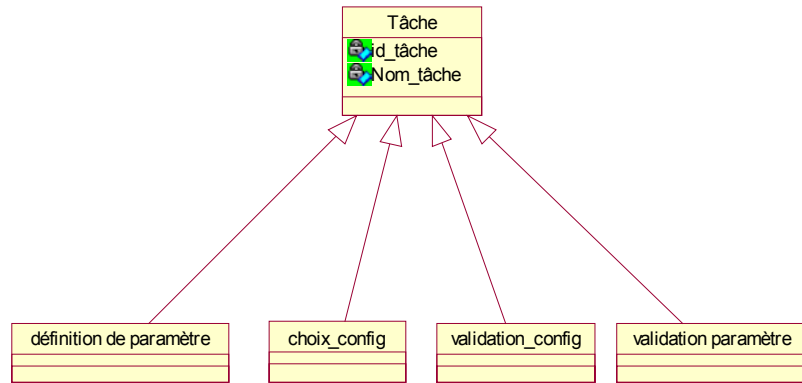 Tâche
id_tâche
Nom_tâche
définition de paramètre
choix_config
validation_config
validation paramètre